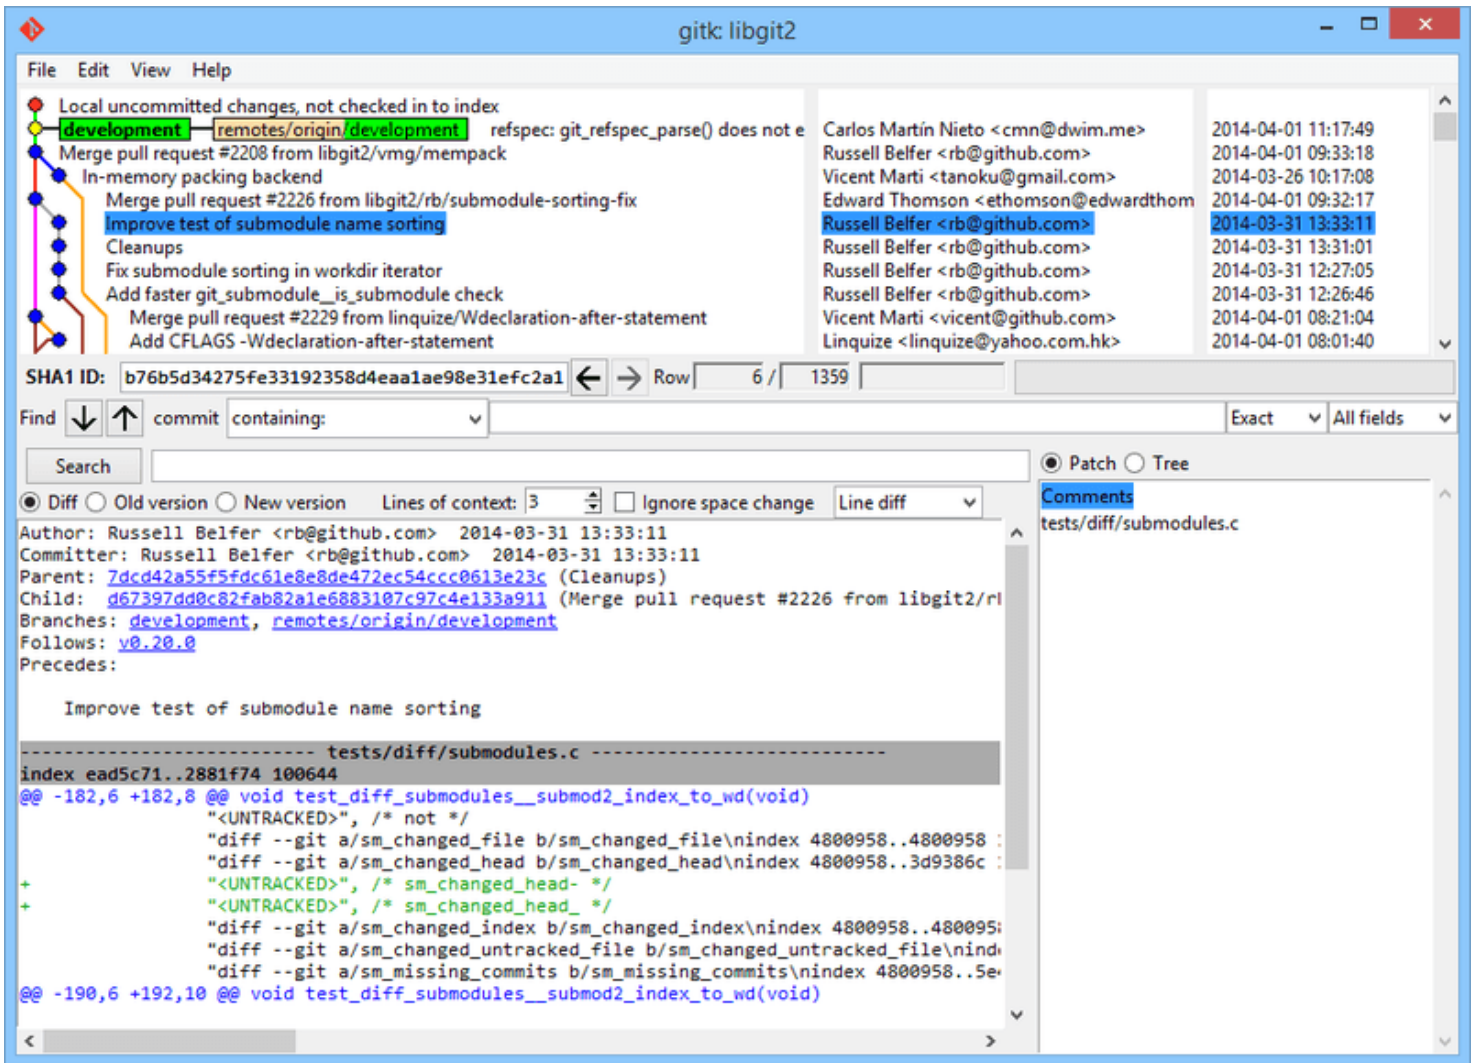 gitk: libgit2
File Edit View Help
Local uncommitted changes, not checked in to index
development remotes/origin/development refspec: git_refspec_parse() does not e Carlos Martín Nieto <cmn@dwim.me> 2014-04-01 11:17:49
Merge pull request #2208 from libgit2/vmg/mempack Russell Belfer <rb@github.com> 2014-04-01 09:33:18
In-memory packing backend Vicent Marti <tanoku@gmail.com> 2014-03-26 10:17:08
Merge pull request #2226 from libgit2/rb/submodule-sorting-fix Edward Thomson <ethomson@edwardthom 2014-04-01 09:32:17
Improve test of submodule name sorting Russell Belfer <rb@github.com> 2014-03-31 13:33:11
Cleanups Russell Belfer <rb@github.com> 2014-03-31 13:31:01
Fix submodule sorting in workdir iterator Russell Belfer <rb@github.com> 2014-03-31 12:27:05
Add faster git_submodule__is_submodule check Russell Belfer <rb@github.com> 2014-03-31 12:26:46
Merge pull request #2229 from linquize/Wdeclaration-after-statement Vicent Marti <vicent@github.com> 2014-04-01 08:21:04
Add CFLAGS -Wdeclaration-after-statement Linquize <linquize@yahoo.com.hk> 2014-04-01 08:01:40
SHA1 ID: b76b5d34275fe33192358d4eaa1ae98e31efc2a1 Row 6 / 1359
Find commit containing: Exact All fields
Search Patch Tree
Diff Old version New version Lines of context: 3 Ignore space change Line diff
Comments
tests/diff/submodules.c
Author: Russell Belfer <rb@github.com> 2014-03-31 13:33:11
Committer: Russell Belfer <rb@github.com> 2014-03-31 13:33:11
Parent: 7dcd42a55f5fdc61e8e8de472ec54ccc0613e23c (Cleanups)
Child: d67397dd0c82fab82a1e6883107c97c4e133a911 (Merge pull request #2226 from libgit2/rl
Branches: development, remotes/origin/development
Follows: v0.20.0
Precedes:
Improve test of submodule name sorting
--------------------------- tests/diff/submodules.c ---------------------------
index ead5c71..2881f74 100644
@@ -182,6 +182,8 @@ void test_diff_submodules__submod2_index_to_wd(void)
"<UNTRACKED>", /* not */
"diff --git a/sm_changed_file b/sm_changed_file\nindex 4800958..4800958
"diff --git a/sm_changed_head b/sm_changed_head\nindex 4800958..3d9386c
+ "<UNTRACKED>", /* sm_changed_head- */
+ "<UNTRACKED>", /* sm_changed_head_ */
"diff --git a/sm_changed_index b/sm_changed_index\nindex 4800958..480095
"diff --git a/sm_changed_untracked_file b/sm_changed_untracked_file\nind
"diff --git a/sm_missing_commits b/sm_missing_commits\nindex 4800958..5e
@@ -190,6 +192,10 @@ void test_diff_submodules__submod2_index_to_wd(void)